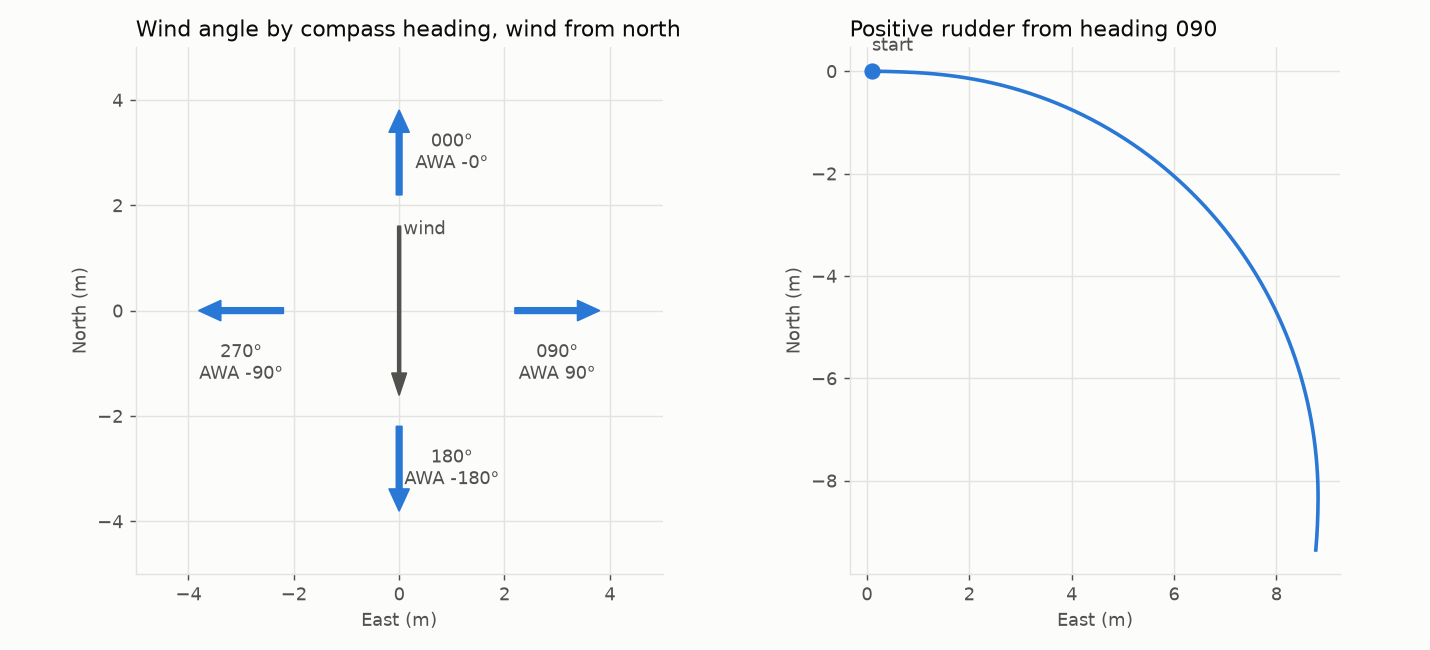 Wind angle by compass heading, wind from north
4
2
0
−2
−4
−4
−2
0
2
4
North (m)
East (m)
000°
AWA -0°
wind
270°
AWA -90°
090°
AWA 90°
180°
AWA -180°
Positive rudder from heading 090
start
0
−2
−4
−6
−8
0
2
4
6
8
North (m)
East (m)